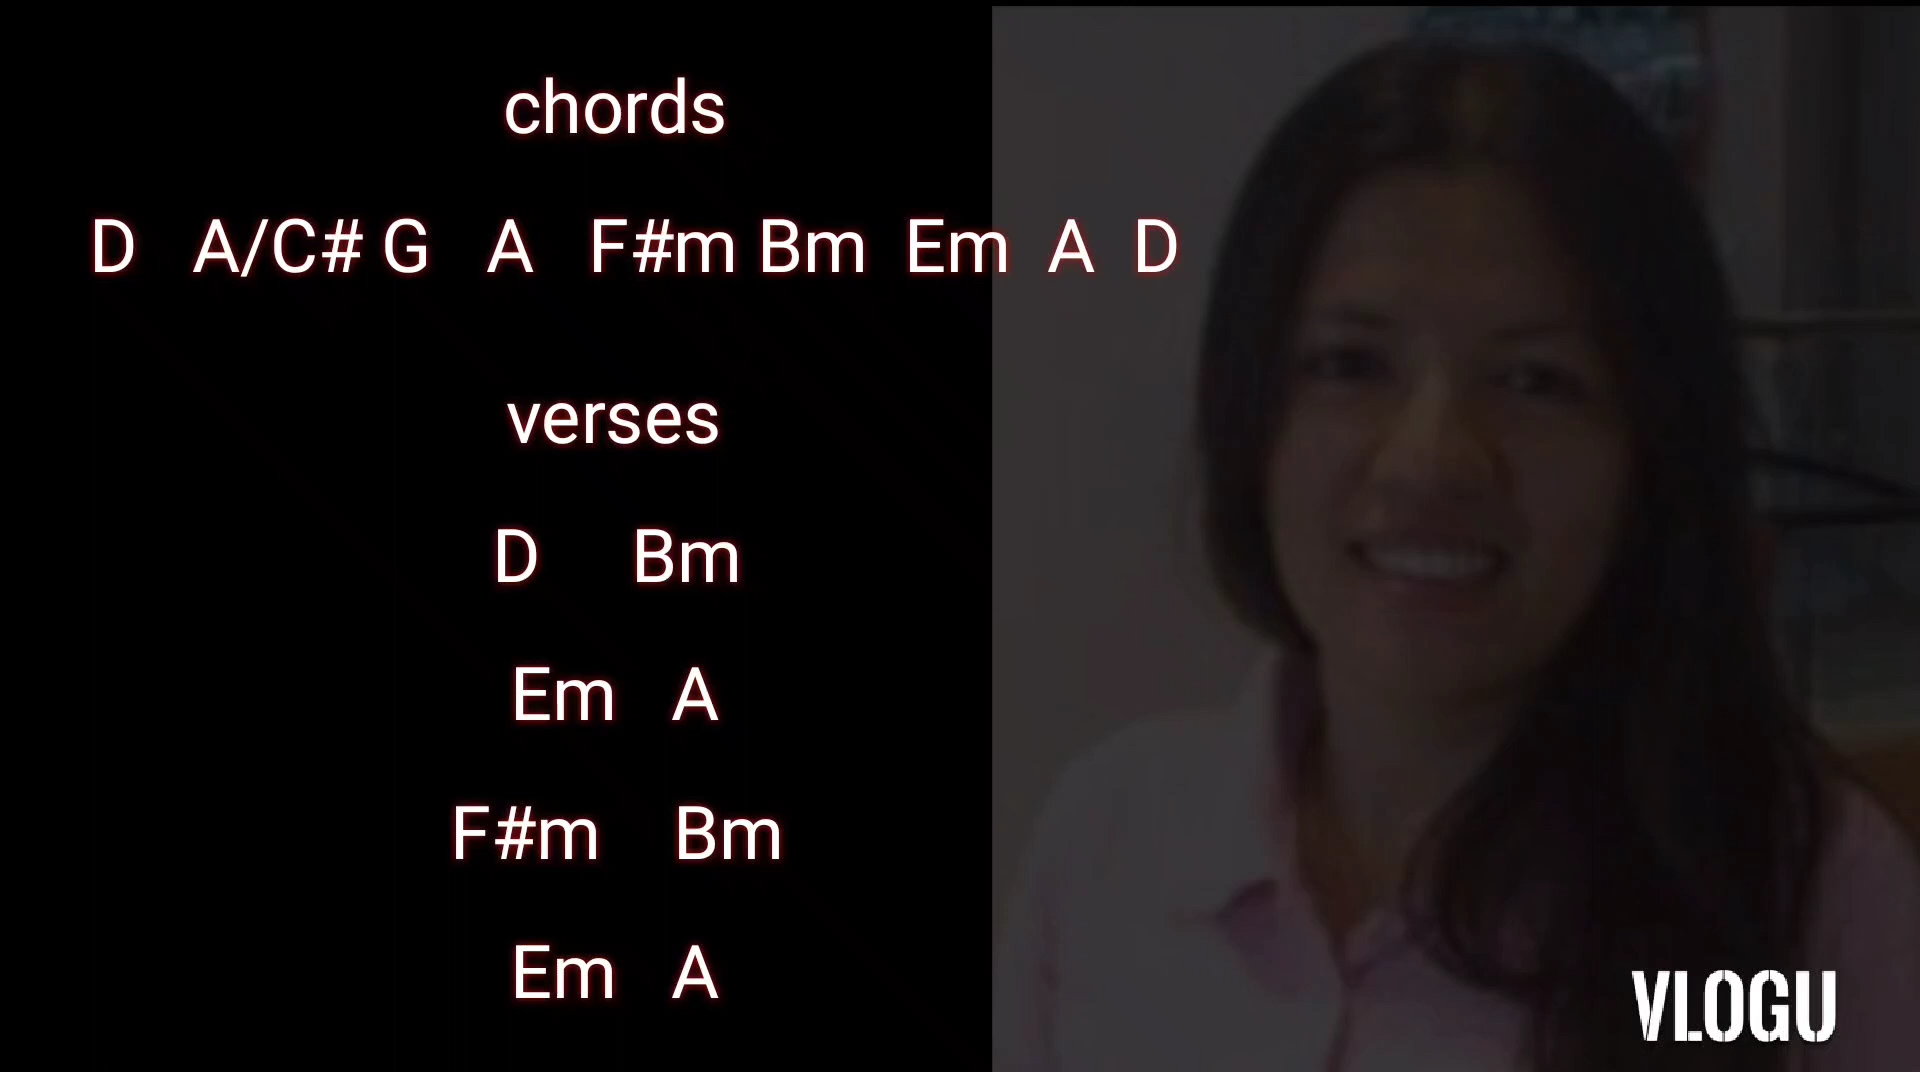 chords
D A/C# G A F#m Bm Em A D
verses
D Bm
Em A
F#m Bm
Em A
VLOGU